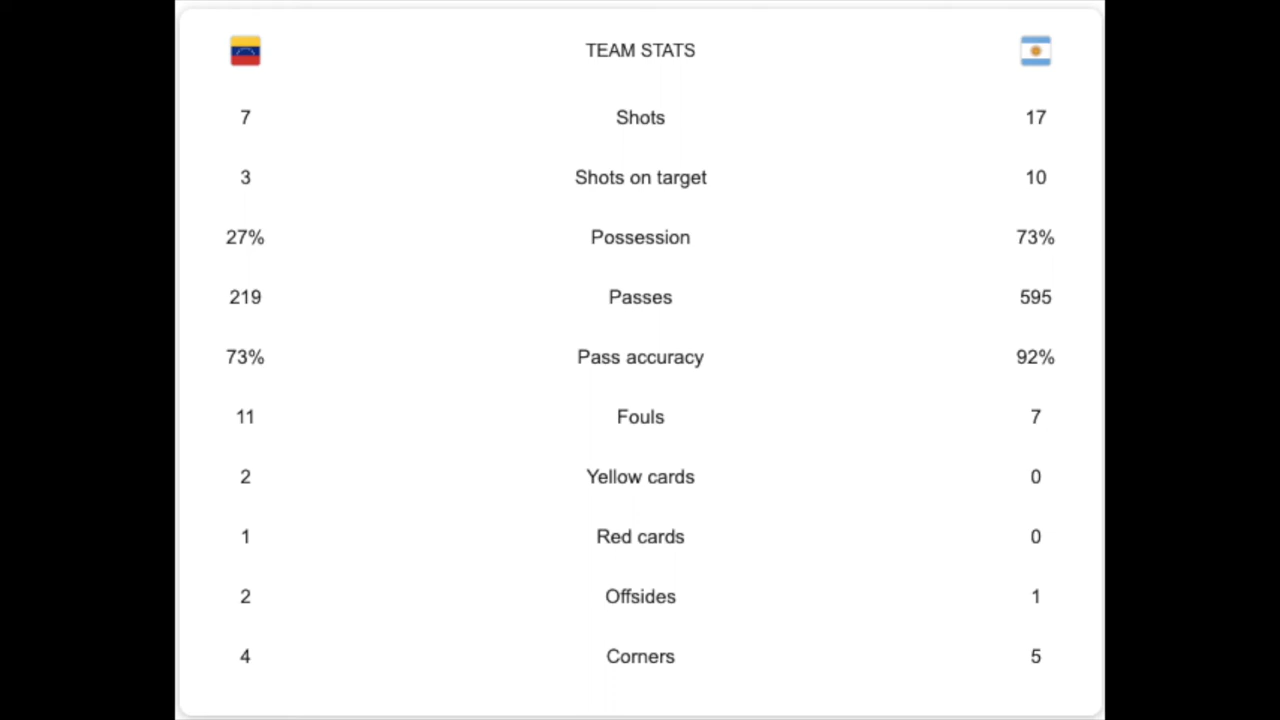 TEAM STATS
7 Shots 17
3 Shots on target 10
27% Possession 73%
219 Passes 595
73% Pass accuracy 92%
11 Fouls 7
2 Yellow cards 0
1 Red cards 0
2 Offsides 1
4 Corners 5